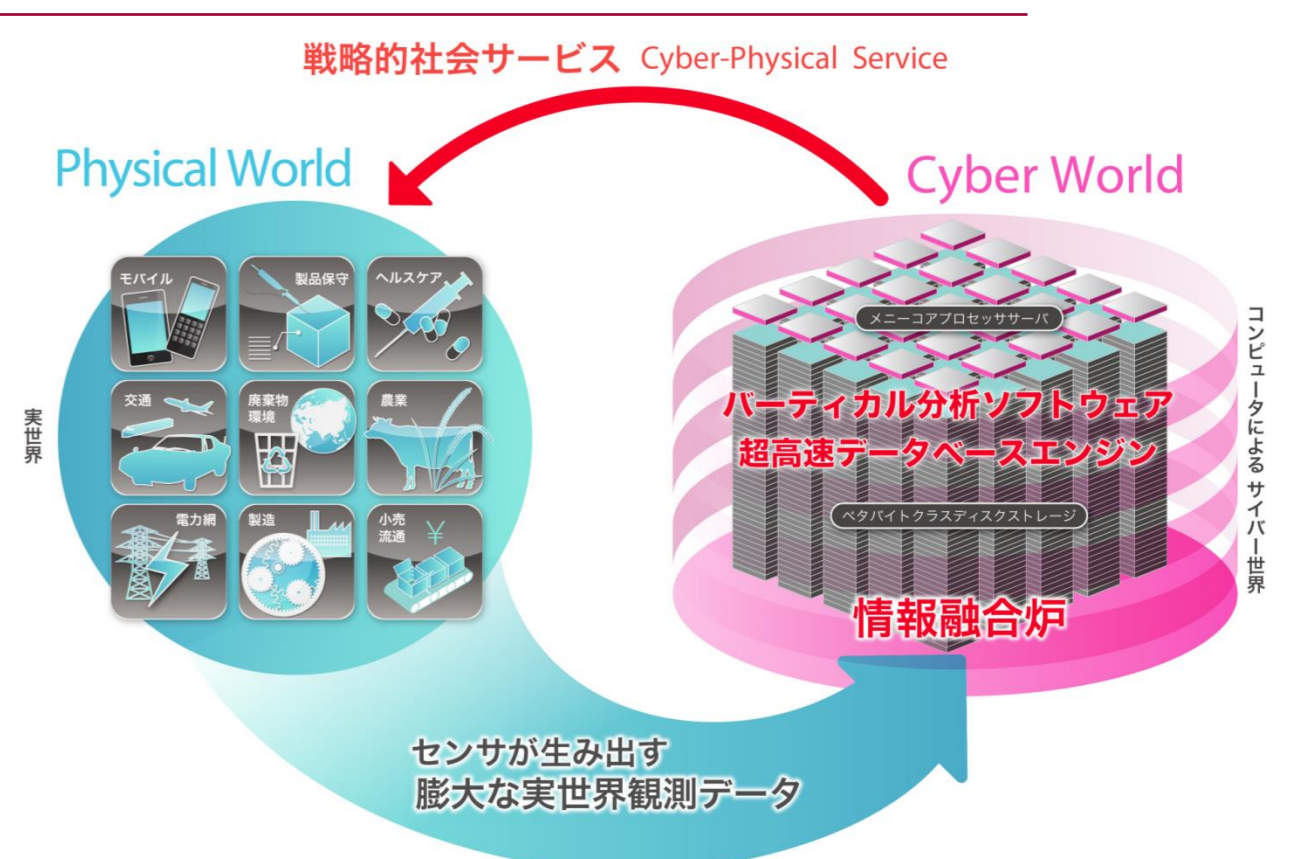 戦略的社会サービス Cyber-Physical Service
Physical World
Cyber World
モバイル
製品保守
ヘルスケア
交通
廃棄物
環境
農業
電力網
製造
小売
流通
¥
実世界
メニーコアプロセッササーバ
バーティカル分析ソフトウェア
超高速データベースエンジン
ペタバイトクラスディスクストレージ
情報融合炉
コンピュータによる サイバー世界
センサが生み出す
膨大な実世界観測データ